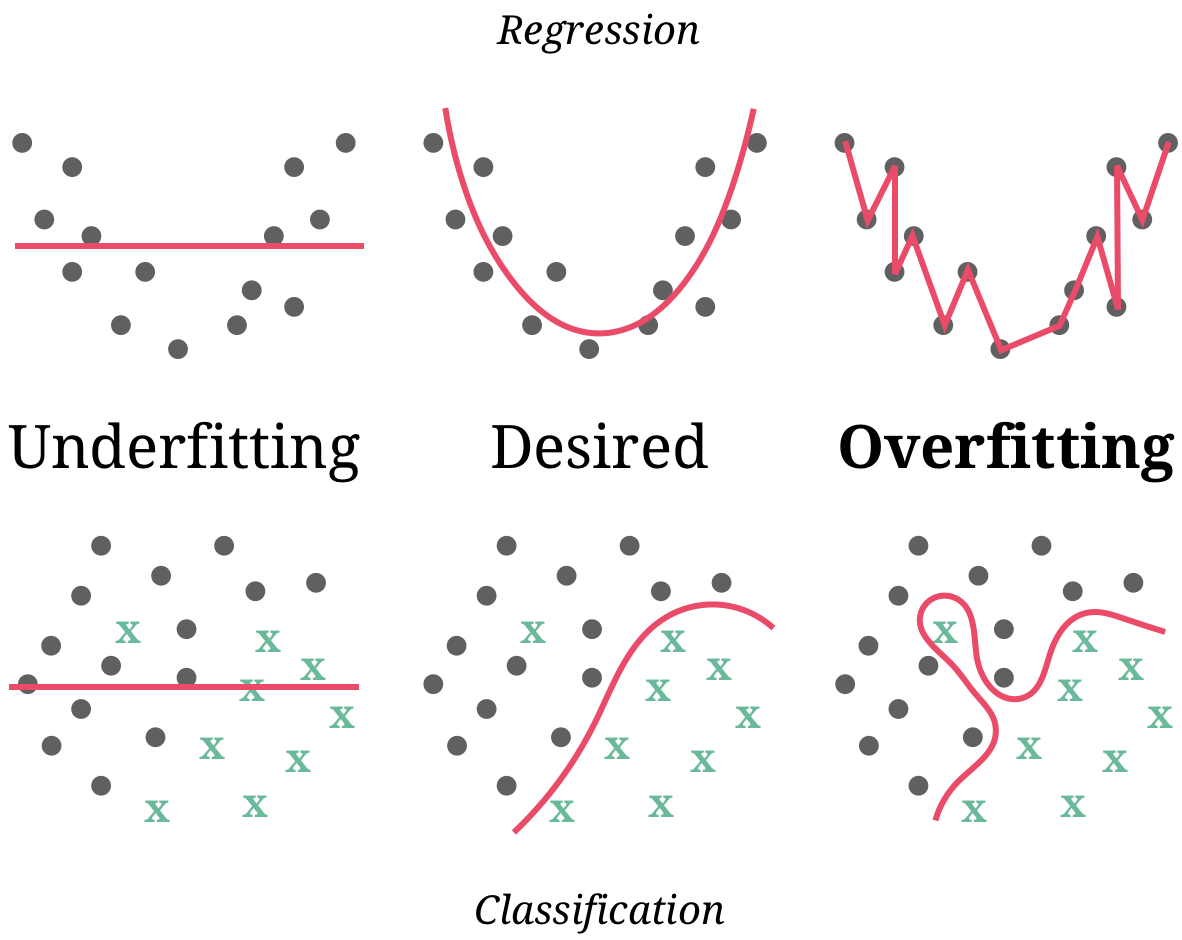 Regression
Underfitting Desired Overfitting
x x x x x x x x x x
x x x x x x x x x x
x x x x x x x x x x
Classification